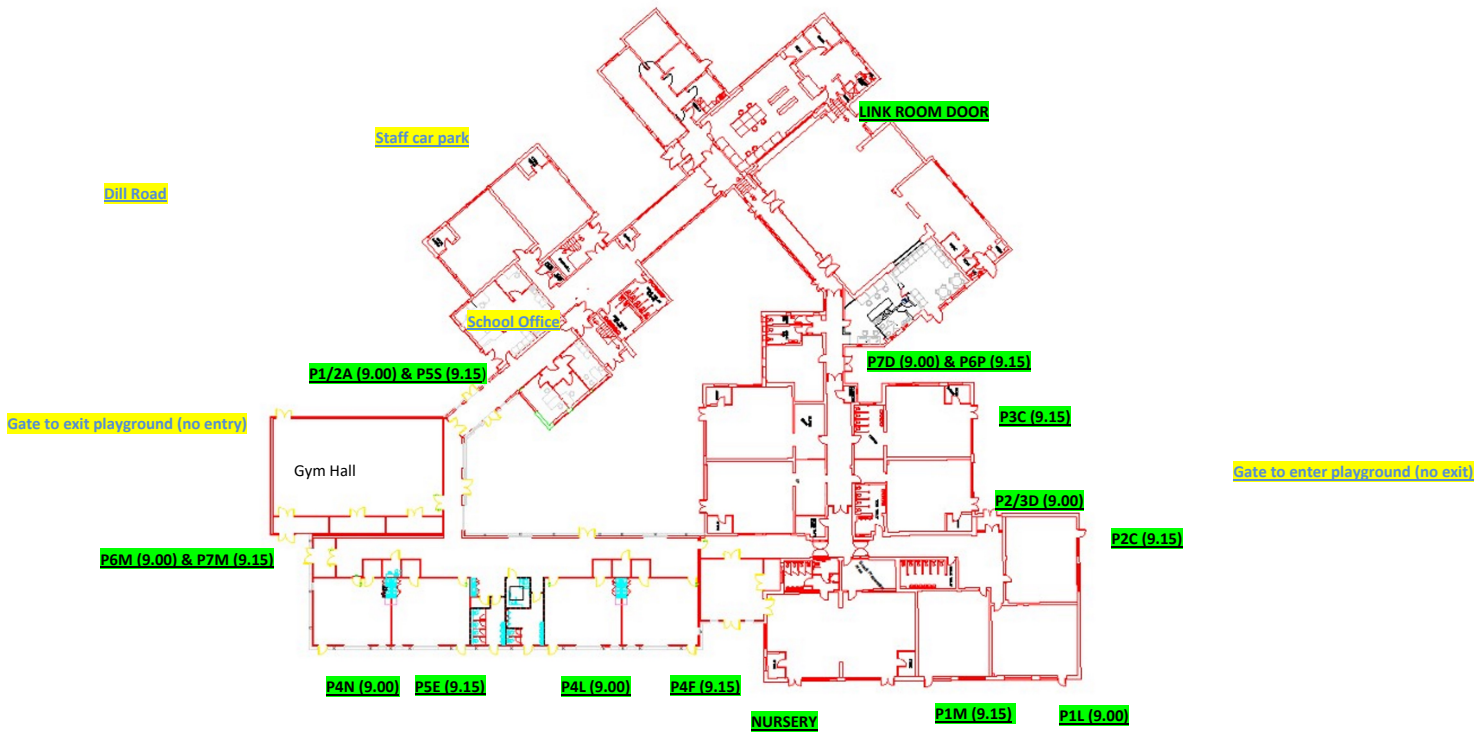 LINK ROOM DOOR
Staff car park
Dill Road
School Office
P7D (9.00) & P6P (9.15)
P1/2A (9.00) & P5S (9.15)
P3C (9.15)
Gate to exit playground (no entry)
Gym Hall
Gate to enter playground (no exit)
P2/3D (9.00)
P2C (9.15)
P6M (9.00) & P7M (9.15)
P4N (9.00)
P5E (9.15)
P4L (9.00)
P4F (9.15)
NURSERY
P1M (9.15)
P1L (9.00)